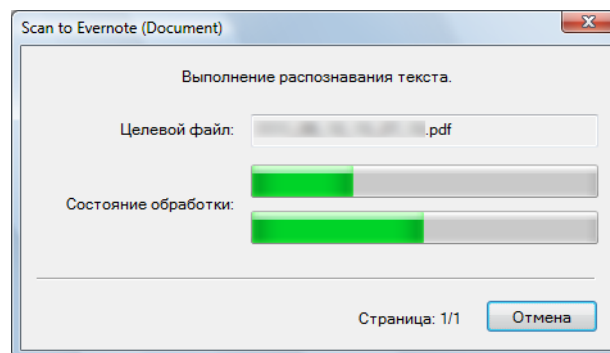 Scan to Evernote (Document)
Выполнение распознавания текста.
Целевой файл: .pdf
Состояние обработки:
Страница: 1/1 Отмена